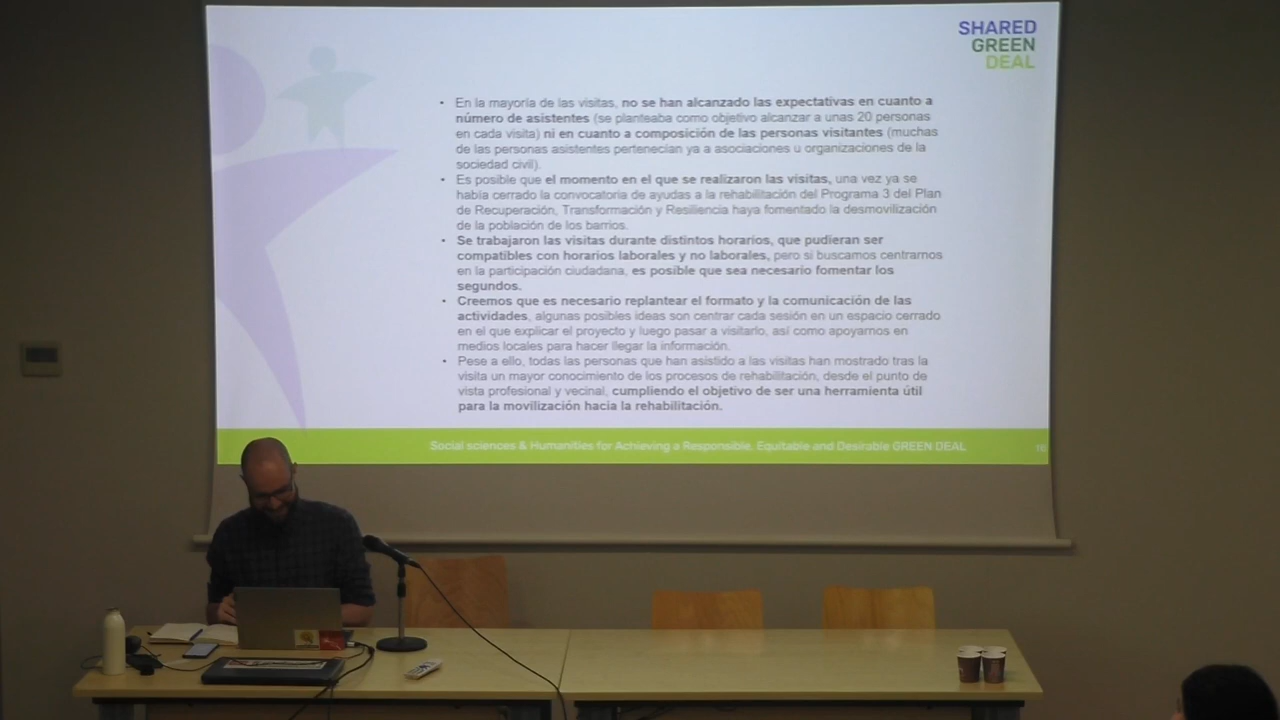 SHARED
GREEN
DEAL
• En la mayoría de las visitas, no se han alcanzado las expectativas en cuanto a
número de asistentes (se planteaba como objetivo alcanzar a unas 20 personas
en cada visita) ni en cuanto a composición de las personas visitantes (muchas
de las personas asistentes pertenecían ya a asociaciones u organizaciones de la
sociedad civil).
• Es posible que el momento en el que se realizaron las visitas, una vez ya se
había cerrado la convocatoria de ayudas a la rehabilitación del Programa 3 del Plan
de Recuperación, Transformación y Resiliencia haya fomentado la desmovilización
de la población de los barrios.
• Se trabajaron las visitas durante distintos horarios, que pudieran ser
compatibles con horarios laborales y no laborales, pero si buscamos centrarnos
en la participación ciudadana, es posible que sea necesario fomentar los
segundos.
• Creemos que es necesario replantear el formato y la comunicación de las
actividades, algunas posibles ideas son centrar cada sesión en un espacio cerrado
en el que explicar el proyecto y luego pasar a visitarlo, así como apoyarnos en
medios locales para hacer llegar la información.
• Pese a ello, todas las personas que han asistido a las visitas han mostrado tras la
visita un mayor conocimiento de los procesos de rehabilitación, desde el punto de
vista profesional y vecinal, cumpliendo el objetivo de ser una herramienta útil
para la movilización hacia la rehabilitación.
Social sciences & Humanities for Achieving a Responsible, Equitable and Desirable GREEN DEAL